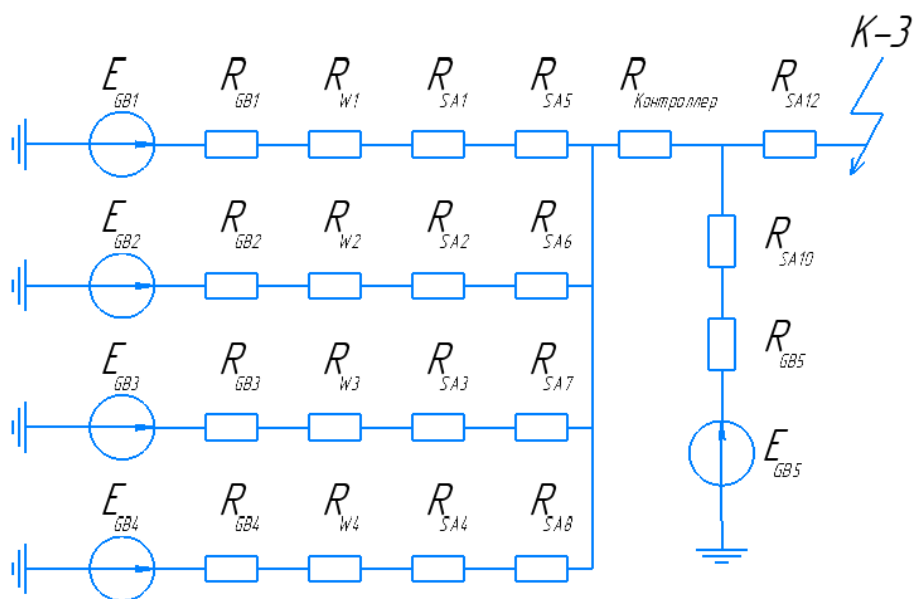 K-3
E GB1 R GB1 R W1 R SA1 R SA5 R Контроллер R SA12
E GB2 R GB2 R W2 R SA2 R SA6 R SA10
E GB3 R GB3 R W3 R SA3 R SA7 R GB5
E GB5
E GB4 R GB4 R W4 R SA4 R SA8